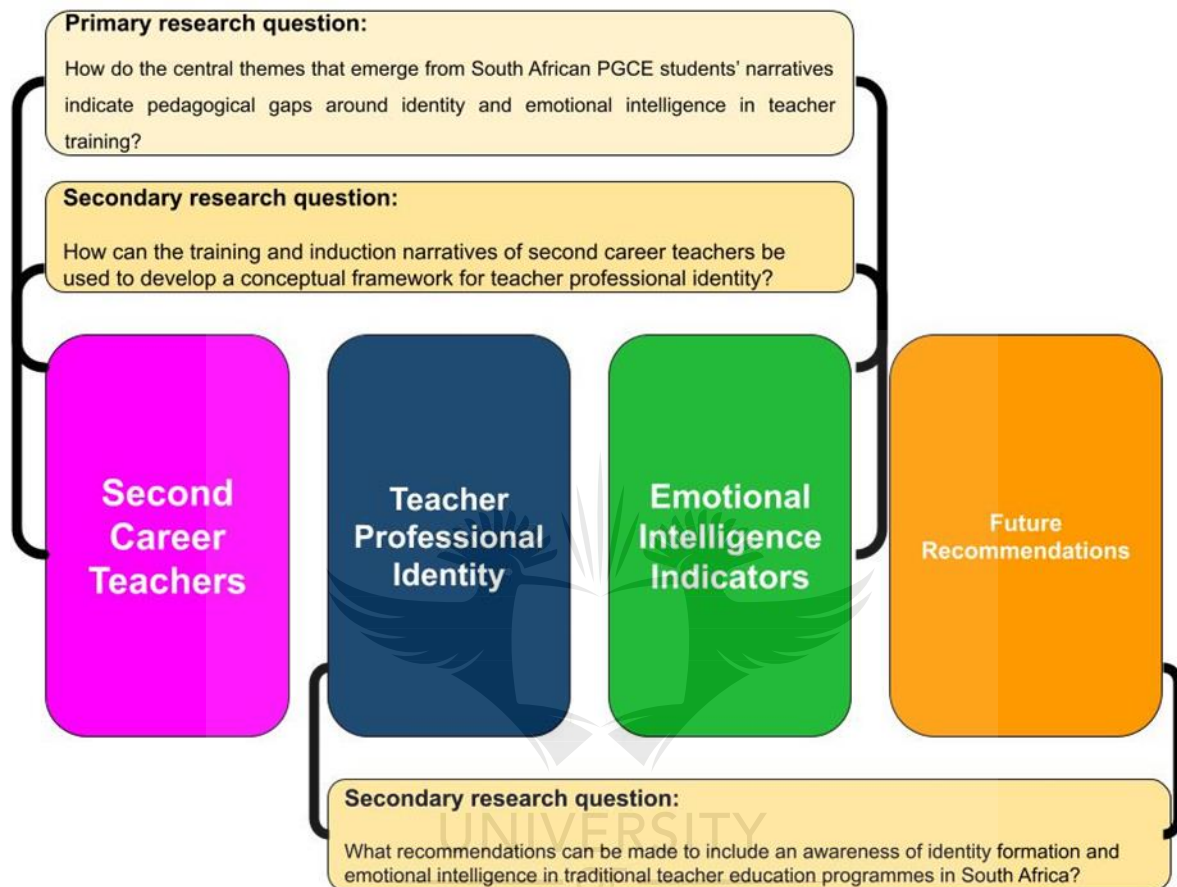 Primary research question:
How do the central themes that emerge from South African PGCE students' narratives
indicate pedagogical gaps around identity and emotional intelligence in teacher
training?
Secondary research question:
How can the training and induction narratives of second career teachers be
used to develop a conceptual framework for teacher professional identity?
Second
Career
Teachers
Teacher
Professional
Identity
Emotional
Intelligence
Indicators
Future
Recommendations
Secondary research question:
UNIVERSITY
What recommendations can be made to include an awareness of identity formation and
emotional intelligence in traditional teacher education programmes in South Africa?